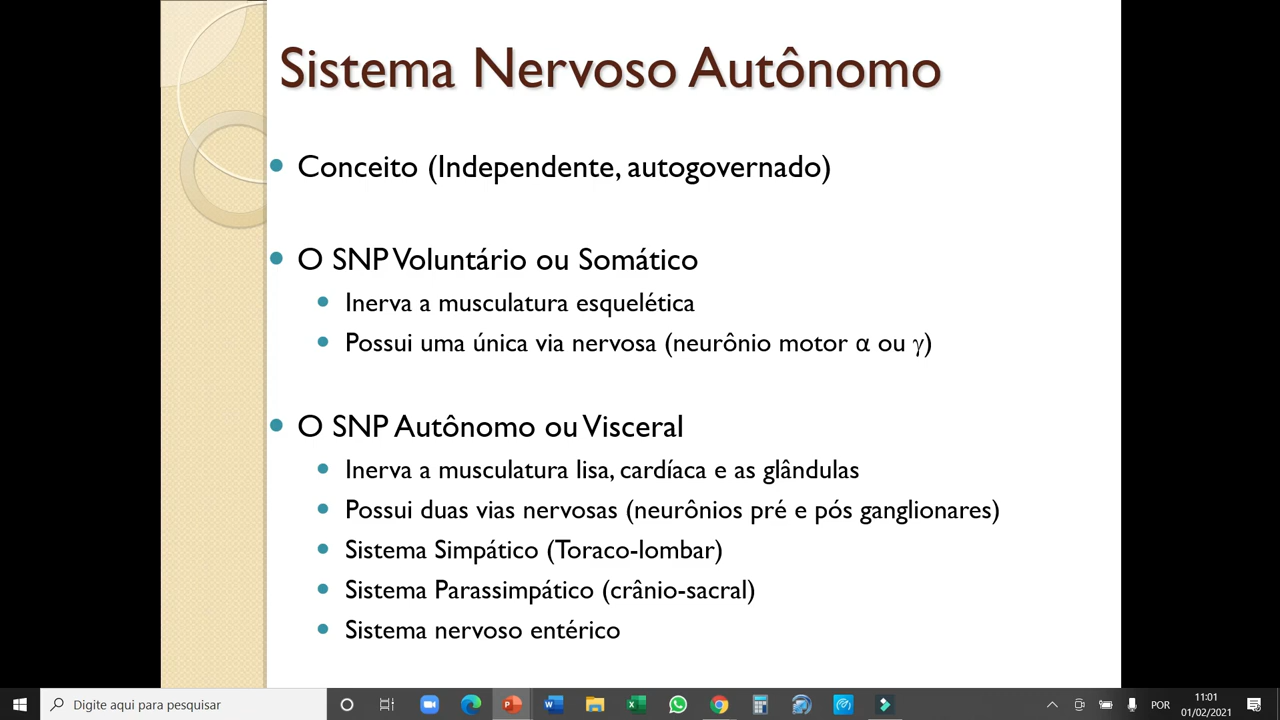 Sistema Nervoso Autônomo
Conceito (Independente, autogovernado)
O SNP Voluntário ou Somático
Inerva a musculatura esquelética
Possui uma única via nervosa (neurônio motor α ou γ)
O SNP Autônomo ou Visceral
Inerva a musculatura lisa, cardíaca e as glândulas
Possui duas vias nervosas (neurônios pré e pós ganglionares)
Sistema Simpático (Toraco-lombar)
Sistema Parassimpático (crânio-sacral)
Sistema nervoso entérico
Digite aqui para pesquisar
POR
11:01
01/02/2021